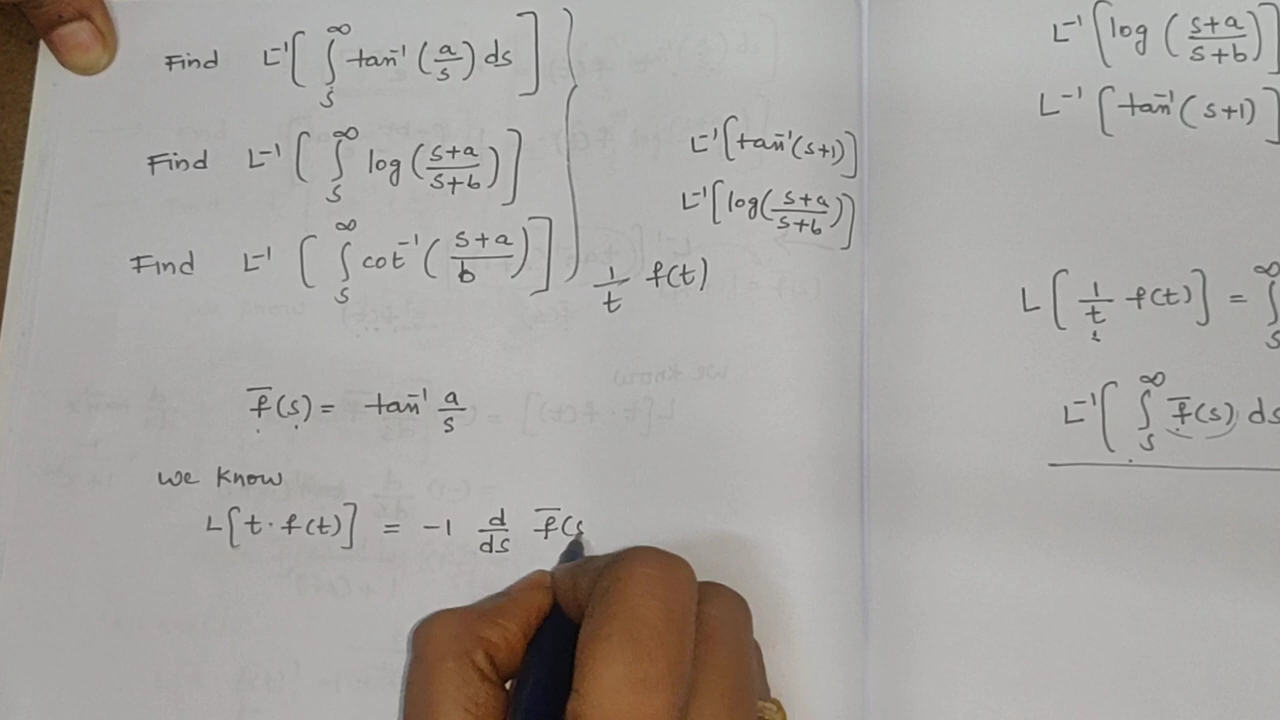 Find L⁻¹[ ∫ₛ^∞ tan⁻¹ (a/s) ds ]
Find L⁻¹ [ ∫ₛ^∞ log (s+a/s+b) ]
Find L⁻¹ [ ∫ₛ^∞ cot⁻¹ (s+a/b) ]
L⁻¹[tan⁻¹(s+1)]
L⁻¹[log(s+a/s+b)]
1/t f(t)
f̅(s) = tan⁻¹ a/s
we know
L[t·f(t)] = -1 d/ds f̅(s
L⁻¹ [log (s+a/s+b)]
L⁻¹ [tan⁻¹(s+1)]
L [1/t f(t)] = ∫ₛ^∞
L⁻¹[ ∫ₛ^∞ f̅(s) ds